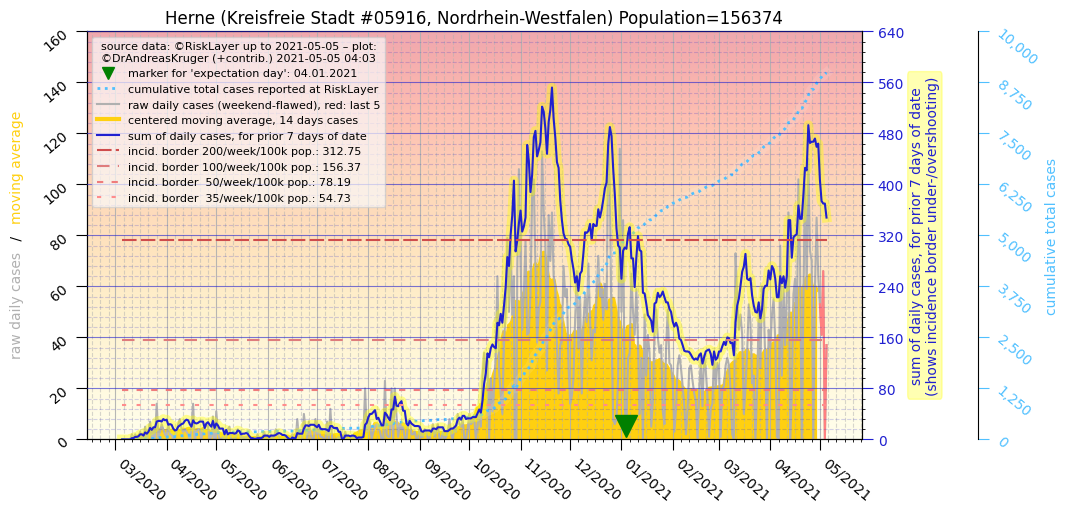 Herne (Kreisfreie Stadt #05916, Nordrhein-Westfalen) Population=156374
source data: ©RiskLayer up to 2021-05-05 – plot:
©DrAndreasKruger (+contrib.) 2021-05-05 04:03
marker for 'expectation day': 04.01.2021
cumulative total cases reported at RiskLayer
raw daily cases (weekend-flawed), red: last 5
centered moving average, 14 days cases
sum of daily cases, for prior 7 days of date
incid. border 200/week/100k pop.: 312.75
incid. border 100/week/100k pop.: 156.37
incid. border  50/week/100k pop.: 78.19
incid. border  35/week/100k pop.: 54.73
raw daily cases  /  moving average
160
140
120
100
80
60
40
20
0
640
560
480
400
320
240
160
80
0
sum of daily cases, for prior 7 days of date
(shows incidence border under-/overshooting)
10,000
8,750
7,500
6,250
5,000
3,750
2,500
1,250
0
cumulative total cases
03/2020
04/2020
05/2020
06/2020
07/2020
08/2020
09/2020
10/2020
11/2020
12/2020
01/2021
02/2021
03/2021
04/2021
05/2021